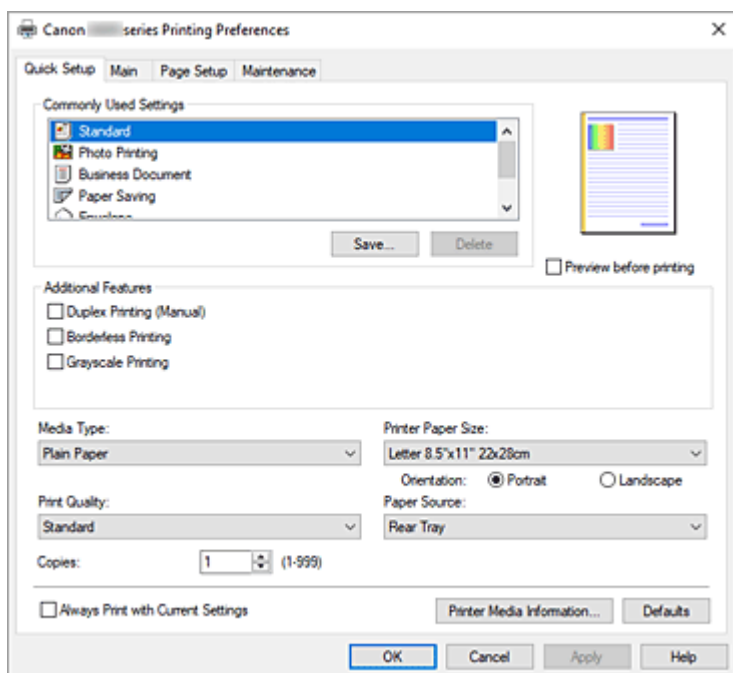 Canon series Printing Preferences
Quick Setup Main Page Setup Maintenance
Commonly Used Settings
Standard
Photo Printing
Business Document
Paper Saving
Envelope
Save... Delete
Preview before printing
Additional Features
Duplex Printing (Manual)
Borderless Printing
Grayscale Printing
Media Type: Printer Paper Size:
Plain Paper Letter 8.5"x11" 22x28cm
Orientation: Portrait Landscape
Print Quality: Paper Source:
Standard Rear Tray
Copies: 1 (1-999)
Always Print with Current Settings Printer Media Information... Defaults
OK Cancel Apply Help